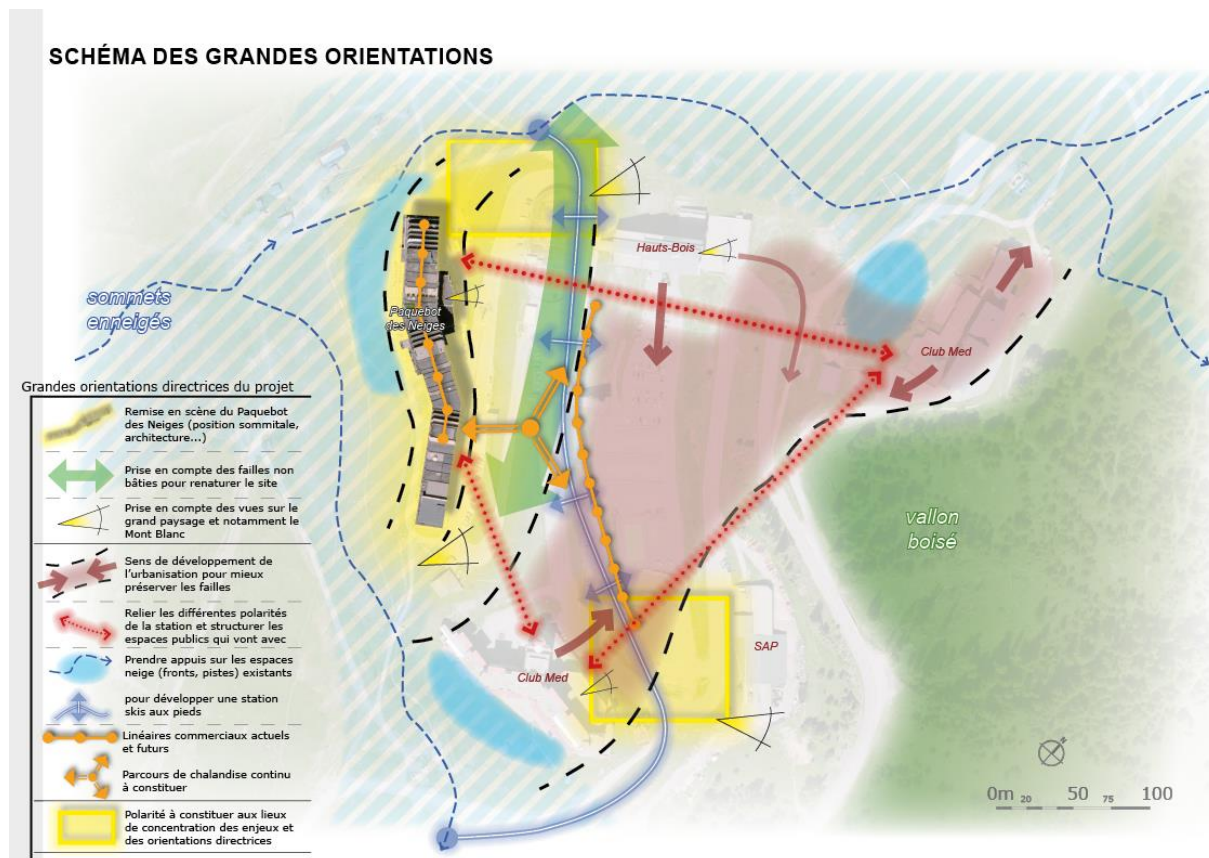 SCHÉMA DES GRANDES ORIENTATIONS
Hauts-Bois
sommets
enneigés
Paquebot
des Neiges
Club Med
vallon
boisé
SAP
Club Med
Grandes orientations directrices du projet
Remise en scène du Paquebot
des Neiges (position sommitale,
architecture...)
Prise en compte des failles non
bâties pour renaturer le site
Prise en compte des vues sur le
grand paysage et notamment le
Mont Blanc
Sens de développement de
l'urbanisation pour mieux
préserver les failles
Relier les différentes polarités
de la station et structurer les
espaces publics qui vont avec
Prendre appuis sur les espaces
neige (fronts, pistes) existants
pour développer une station
skis aux pieds
Linéaires commerciaux actuels
et futurs
Parcours de chalandise continu
à constituer
Polarité à constituer aux lieux
de concentration des enjeux et
des orientations directrices
0m 20 50 75 100